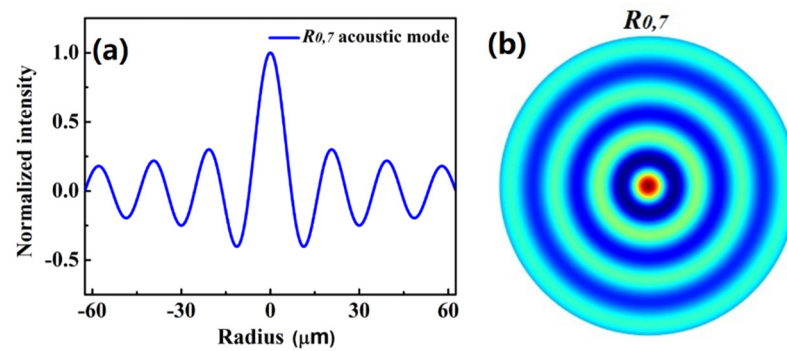 (a)
R0,7 acoustic mode
Normalized intensity
1.0
0.5
0.0
-0.5
-60
-30
0
30
60
Radius (μm)
(b)
R0,7